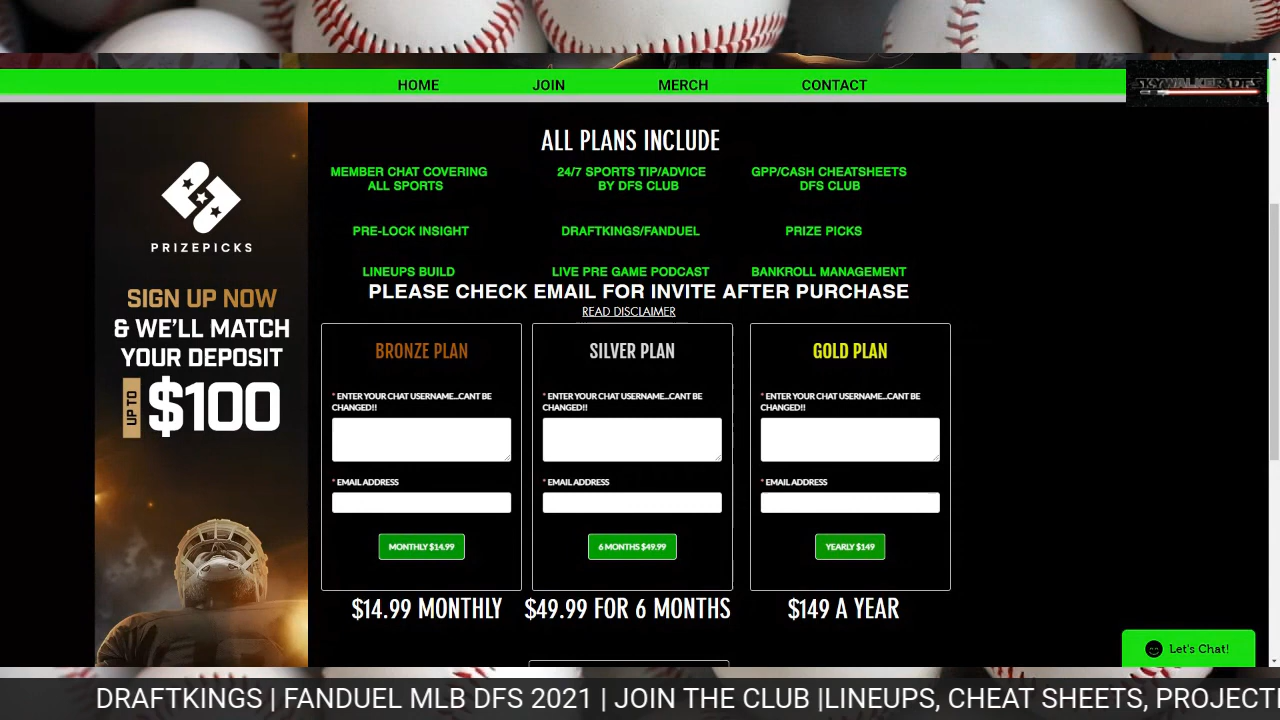 HOME JOIN MERCH CONTACT
SKYWALKER DFS
PRIZEPICKS
SIGN UP NOW
& WE'LL MATCH
YOUR DEPOSIT
UP TO $100
ALL PLANS INCLUDE
MEMBER CHAT COVERING
ALL SPORTS
24/7 SPORTS TIP/ADVICE
BY DFS CLUB
GPP/CASH CHEATSHEETS
DFS CLUB
PRE-LOCK INSIGHT
DRAFTKINGS/FANDUEL
PRIZE PICKS
LINEUPS BUILD
LIVE PRE GAME PODCAST
BANKROLL MANAGEMENT
PLEASE CHECK EMAIL FOR INVITE AFTER PURCHASE
READ DISCLAIMER
BRONZE PLAN
* ENTER YOUR CHAT USERNAME...CANT BE
CHANGED!!
* EMAIL ADDRESS
MONTHLY $14.99
$14.99 MONTHLY
SILVER PLAN
* ENTER YOUR CHAT USERNAME...CANT BE
CHANGED!!
* EMAIL ADDRESS
6 MONTHS $49.99
$49.99 FOR 6 MONTHS
GOLD PLAN
* ENTER YOUR CHAT USERNAME...CANT BE
CHANGED!!
* EMAIL ADDRESS
YEARLY $149
$149 A YEAR
Let's Chat!
DRAFTKINGS | FANDUEL MLB DFS 2021 | JOIN THE CLUB |LINEUPS, CHEAT SHEETS, PROJECT